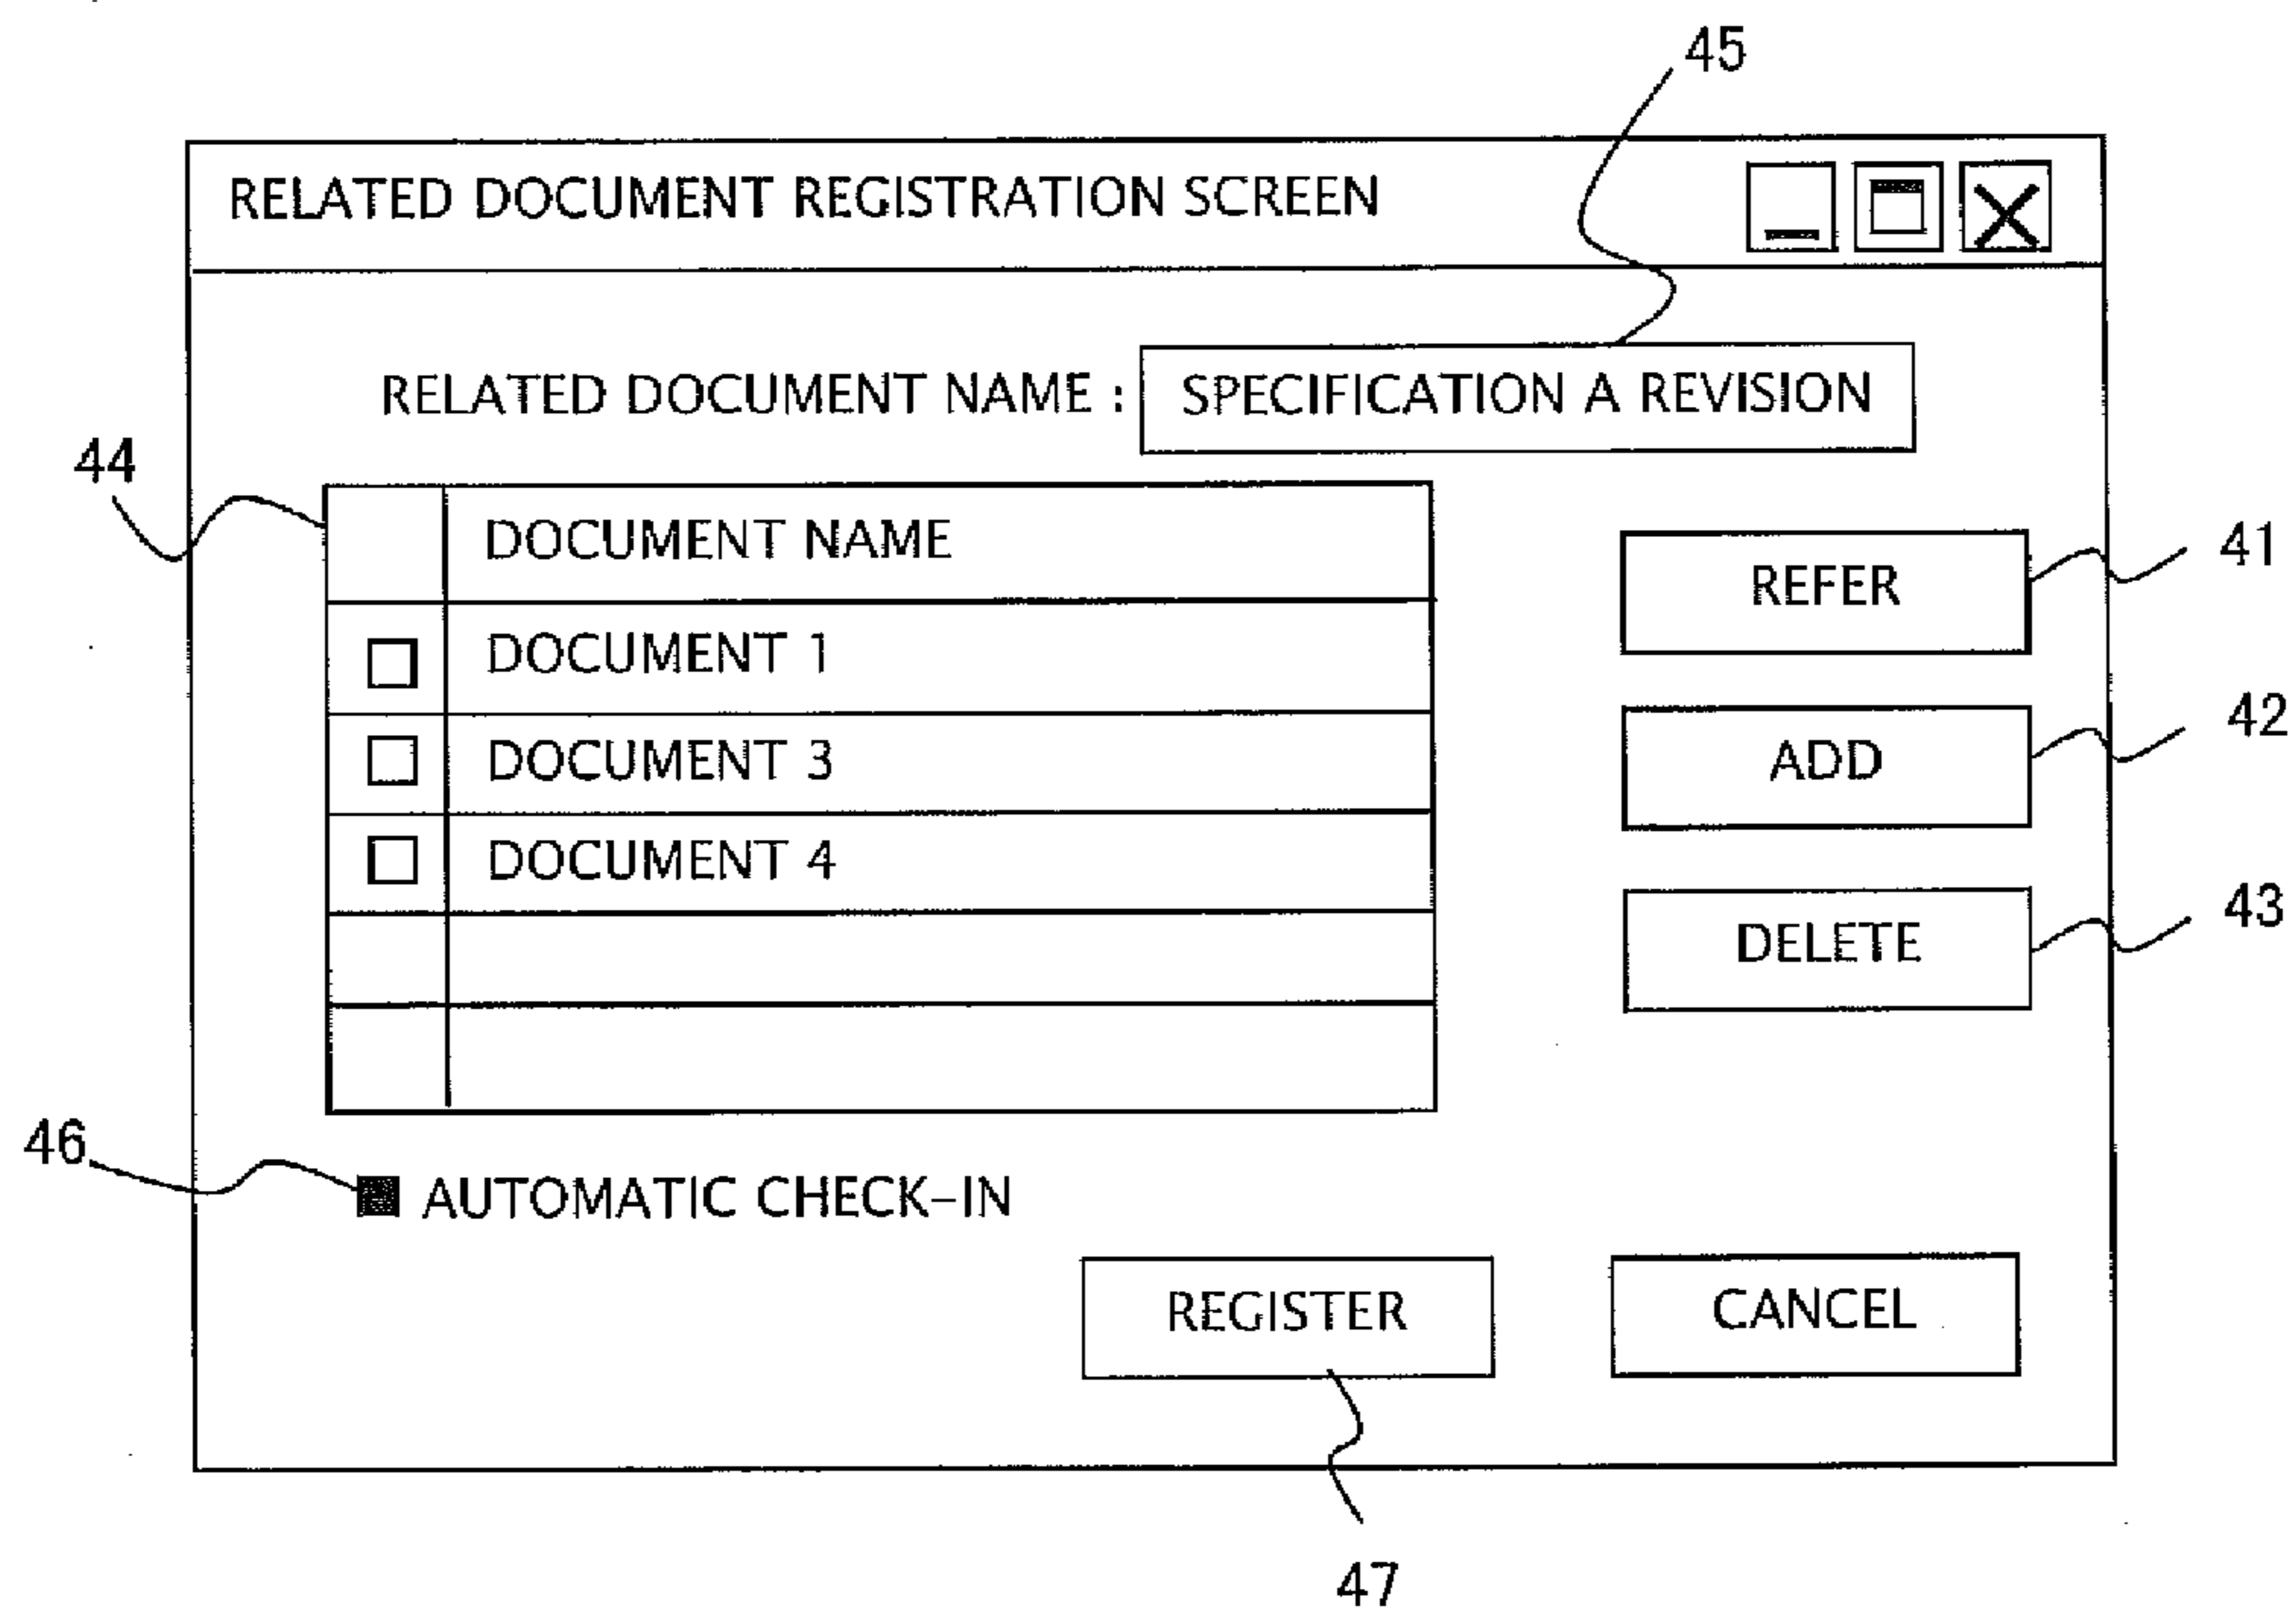 45
RELATED DOCUMENT REGISTRATION SCREEN
RELATED DOCUMENT NAME : SPECIFICATION A REVISION
44
DOCUMENT NAME
DOCUMENT 1
DOCUMENT 3
DOCUMENT 4
REFER
41
ADD
42
DELETE
43
46
AUTOMATIC CHECK-IN
REGISTER
CANCEL
47